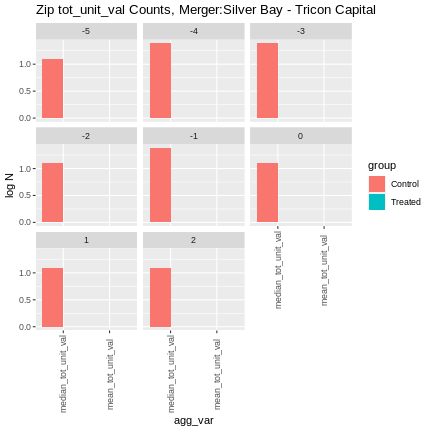 Zip tot_unit_val Counts, Merger:Silver Bay - Tricon Capital
-5
-4
-3
1.0
0.5
0.0
-2
-1
0
1.0
0.5
0.0
1
2
1.0
0.5
0.0
median_tot_unit_val
mean_tot_unit_val
median_tot_unit_val
mean_tot_unit_val
median_tot_unit_val
mean_tot_unit_val
agg_var
log N
group
Control
Treated